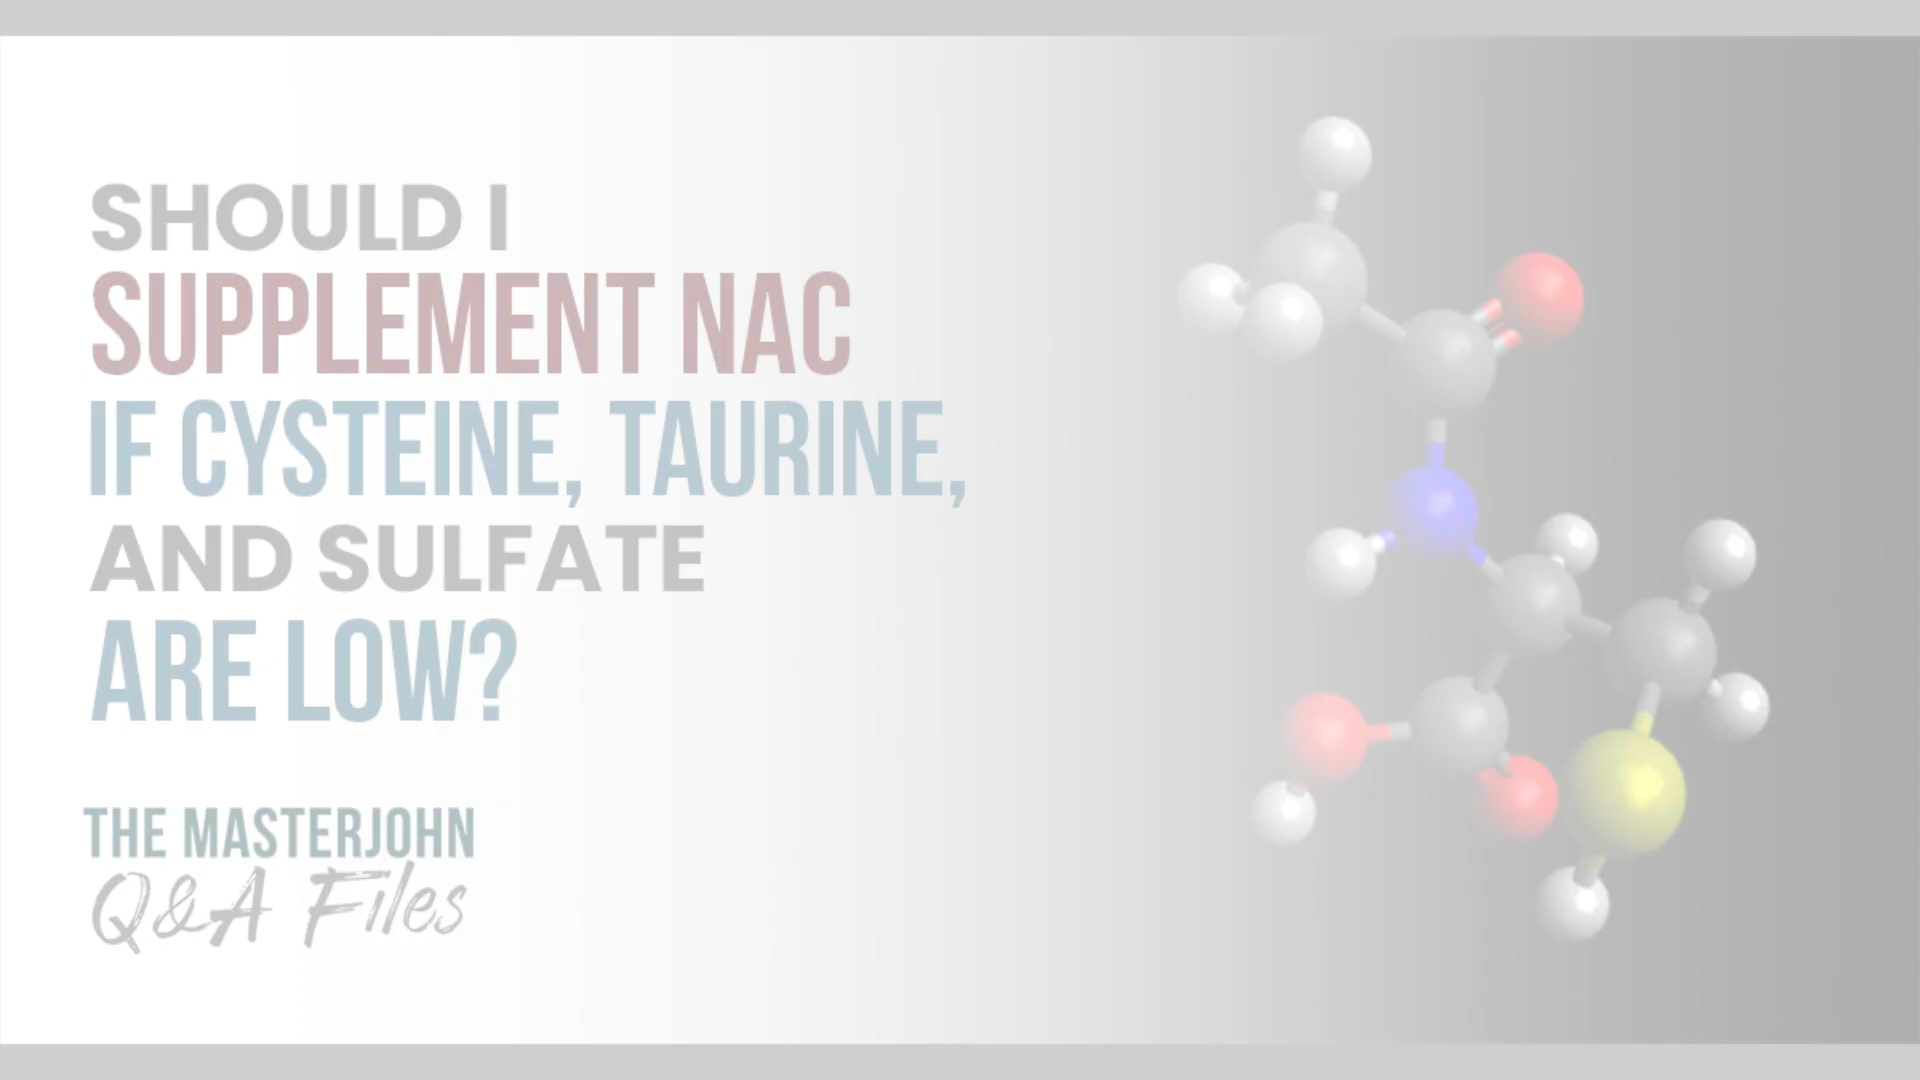 SHOULD I
SUPPLEMENT NAC
IF CYSTEINE, TAURINE,
AND SULFATE
ARE LOW?
THE MASTERJOHN
Q&A Files